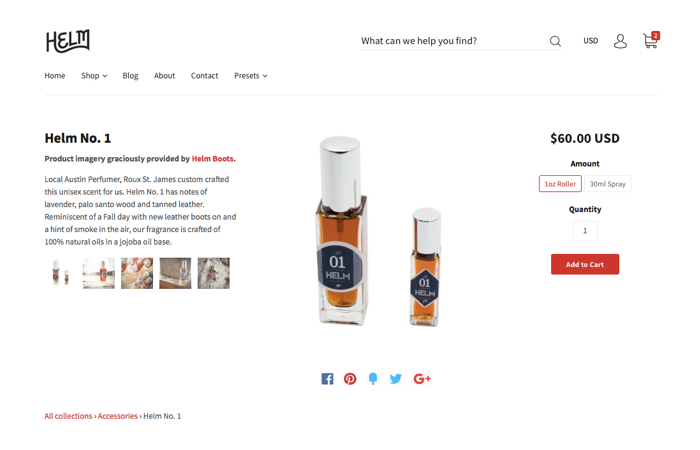 HELM
What can we help you find?
USD
2
Home Shop Blog About Contact Presets
Helm No. 1
Product imagery graciously provided by Helm Boots.
Local Austin Perfumer, Roux St. James custom crafted
this unisex scent for us. Helm No. 1 has notes of
lavender, palo santo wood and tanned leather.
Reminiscent of a Fall day with new leather boots on and
a hint of smoke in the air, our fragrance is crafted of
100% natural oils in a jojoba oil base.
01
HELM
01
HELM
$60.00 USD
Amount
1oz Roller 30ml Spray
Quantity
1
Add to Cart
G+
All collections › Accessories › Helm No. 1